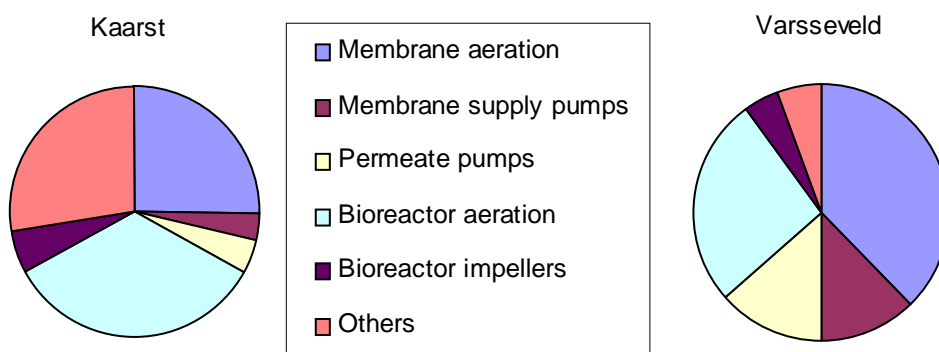 Kaarst
Varsseveld
Membrane aeration
Membrane supply pumps
Permeate pumps
Bioreactor aeration
Bioreactor impellers
Others